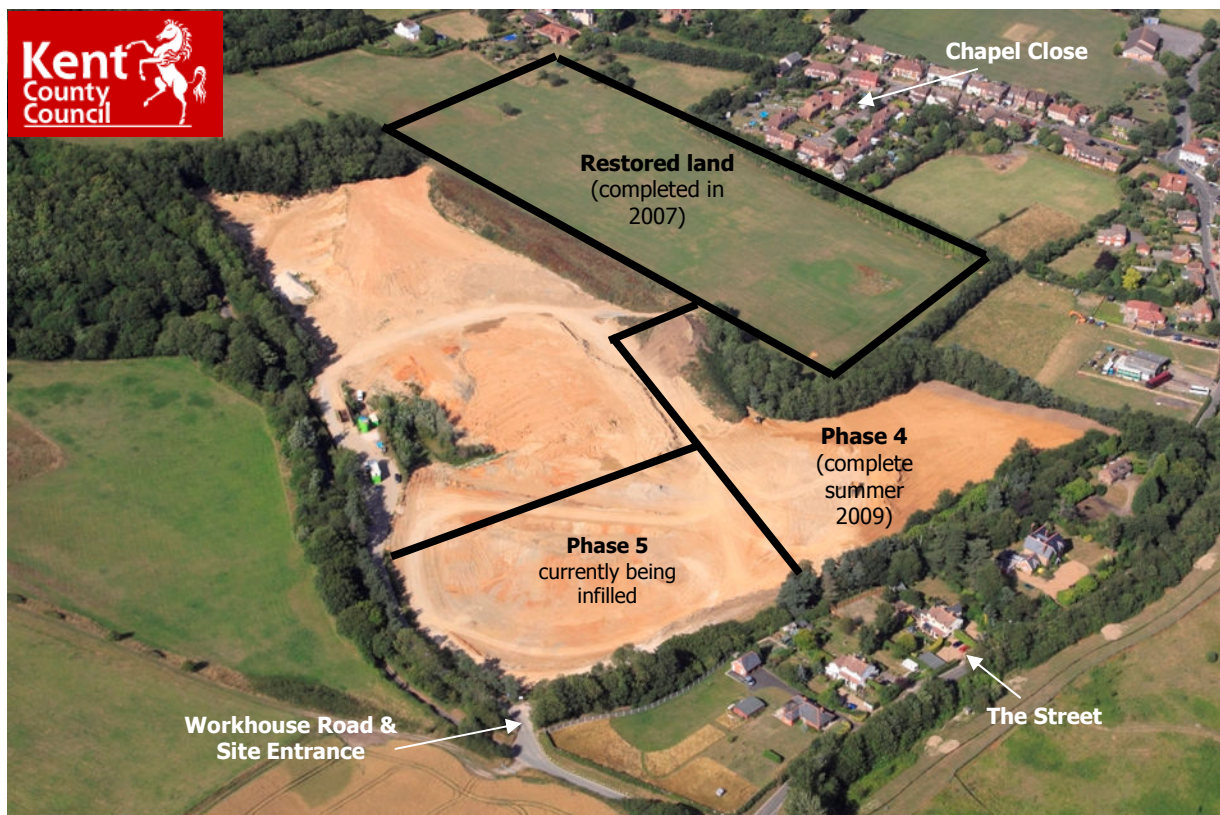 Kent
County
Council
Chapel Close
Restored land
(completed in
2007)
Phase 4
(complete
summer
2009)
Phase 5
currently being
infilled
Workhouse Road &
Site Entrance
The Street